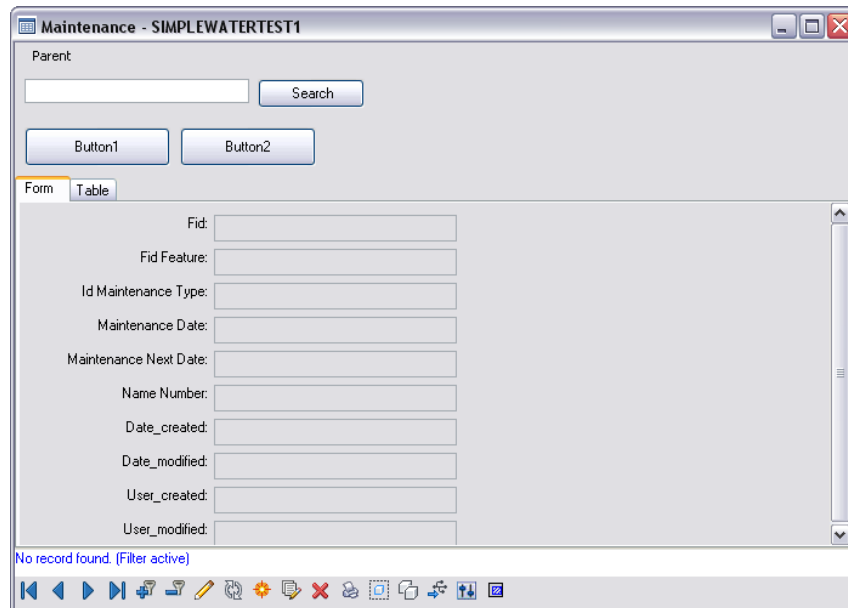 Maintenance - SIMPLEWATERTEST1
Parent
Search
Button1 Button2
Form Table
Fid:
Fid Feature:
Id Maintenance Type:
Maintenance Date:
Maintenance Next Date:
Name Number:
Date_created:
Date_modified:
User_created:
User_modified:
No record found. (Filter active)